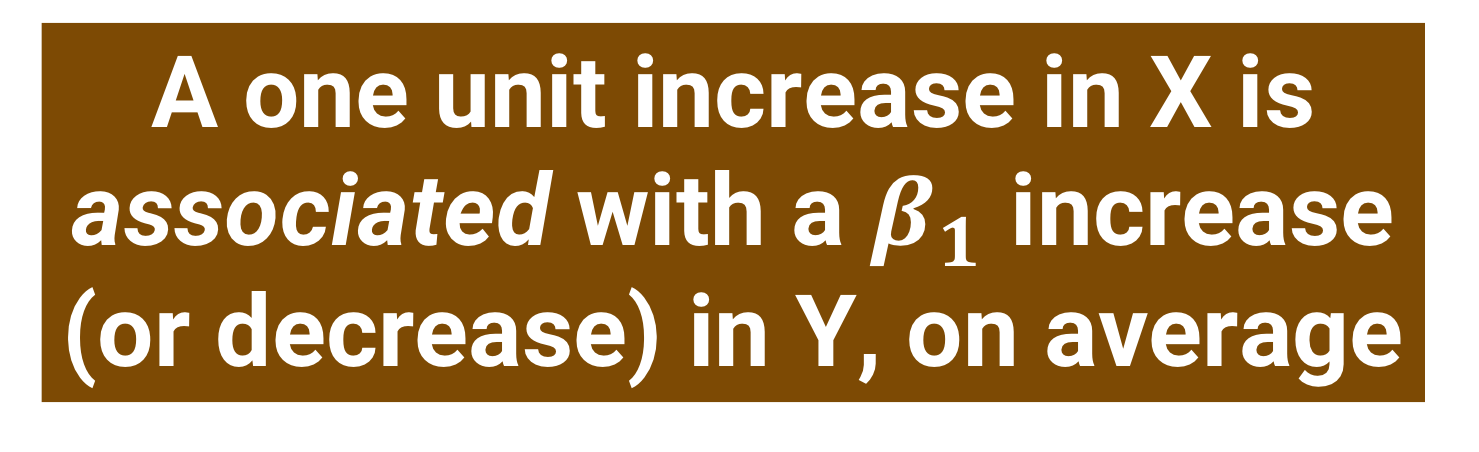 A one unit increase in X is
associated with a β₁ increase
(or decrease) in Y, on average